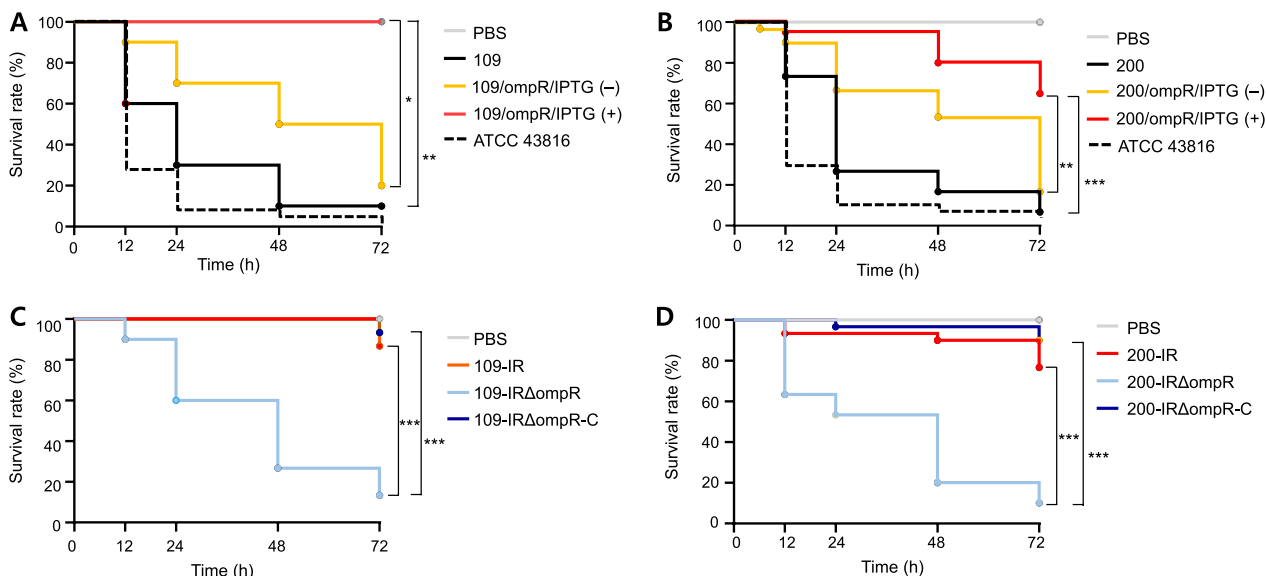 A
Survival rate (%)
100
80
60
40
20
0
0 12 24 48 72
Time (h)
*
**
PBS
109
109/ompR/IPTG (−)
109/ompR/IPTG (+)
ATCC 43816
B
Survival rate (%)
100
80
60
40
20
0
0 12 24 48 72
Time (h)
**
***
PBS
200
200/ompR/IPTG (−)
200/ompR/IPTG (+)
ATCC 43816
C
Survival rate (%)
100
80
60
40
20
0
0 12 24 48 72
Time (h)
***
***
PBS
109-IR
109-IRΔompR
109-IRΔompR-C
D
Survival rate (%)
100
80
60
40
20
0
0 12 24 48 72
Time (h)
***
***
PBS
200-IR
200-IRΔompR
200-IRΔompR-C